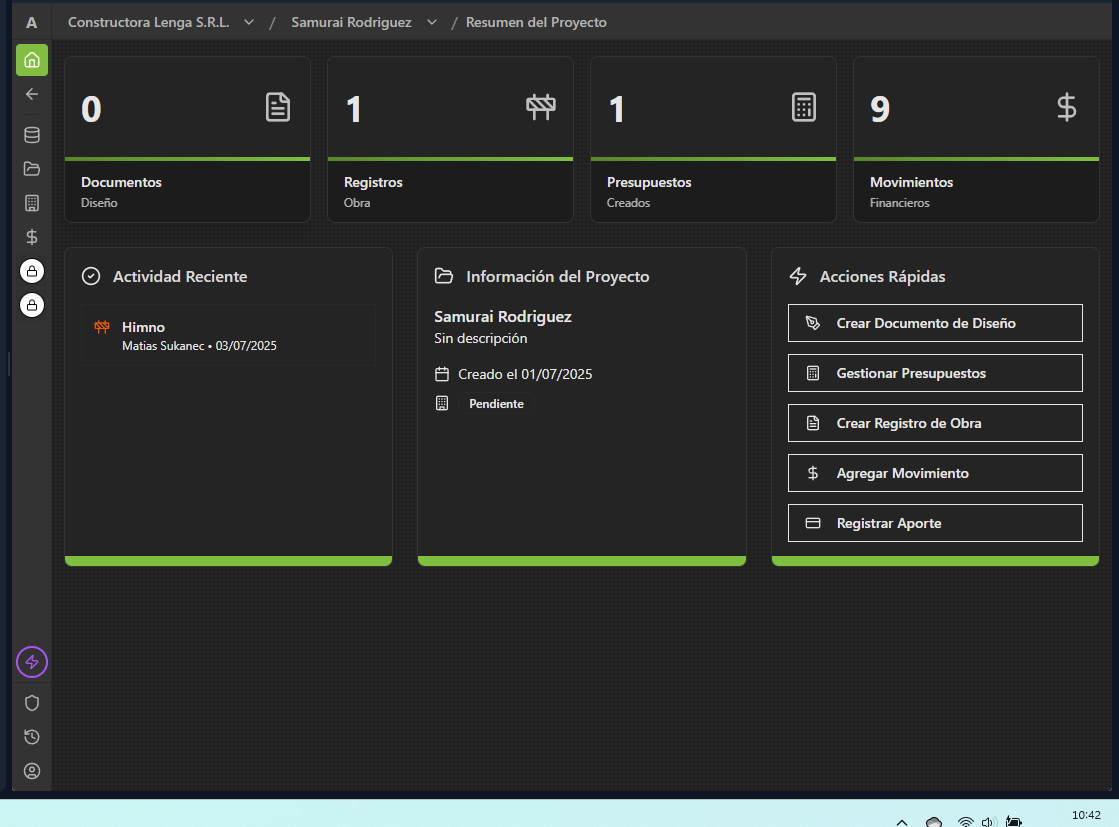 A
Constructora Lenga S.R.L. / Samurai Rodriguez / Resumen del Proyecto
0
Documentos
Diseño
1
Registros
Obra
1
Presupuestos
Creados
9
Movimientos
Financieros
Actividad Reciente
Himno
Matias Sukanec • 03/07/2025
Información del Proyecto
Samurai Rodriguez
Sin descripción
Creado el 01/07/2025
Pendiente
Acciones Rápidas
Crear Documento de Diseño
Gestionar Presupuestos
Crear Registro de Obra
Agregar Movimiento
Registrar Aporte
10:42